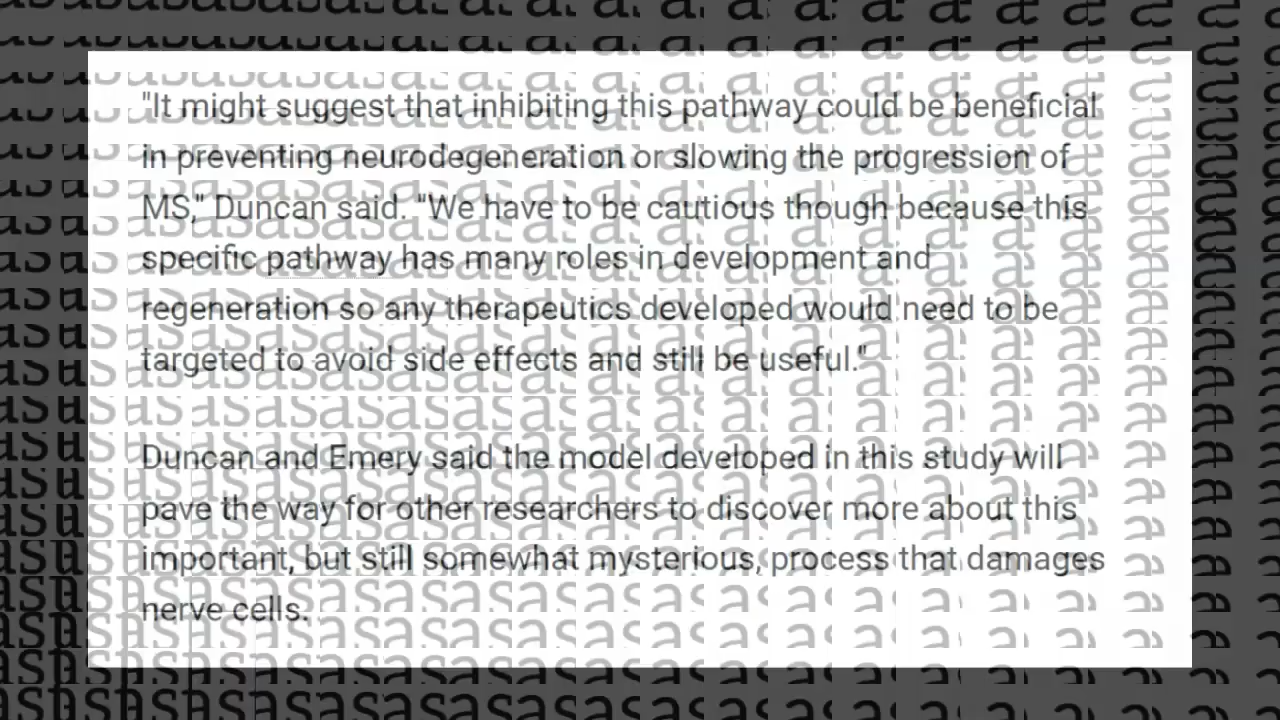 "It might suggest that inhibiting this pathway could be beneficial
in preventing neurodegeneration or slowing the progression of
MS," Duncan said. "We have to be cautious though because this
specific pathway has many roles in development and
regeneration so any therapeutics developed would need to be
targeted to avoid side effects and still be useful."
Duncan and Emery said the model developed in this study will
pave the way for other researchers to discover more about this
important, but still somewhat mysterious, process that damages
nerve cells.